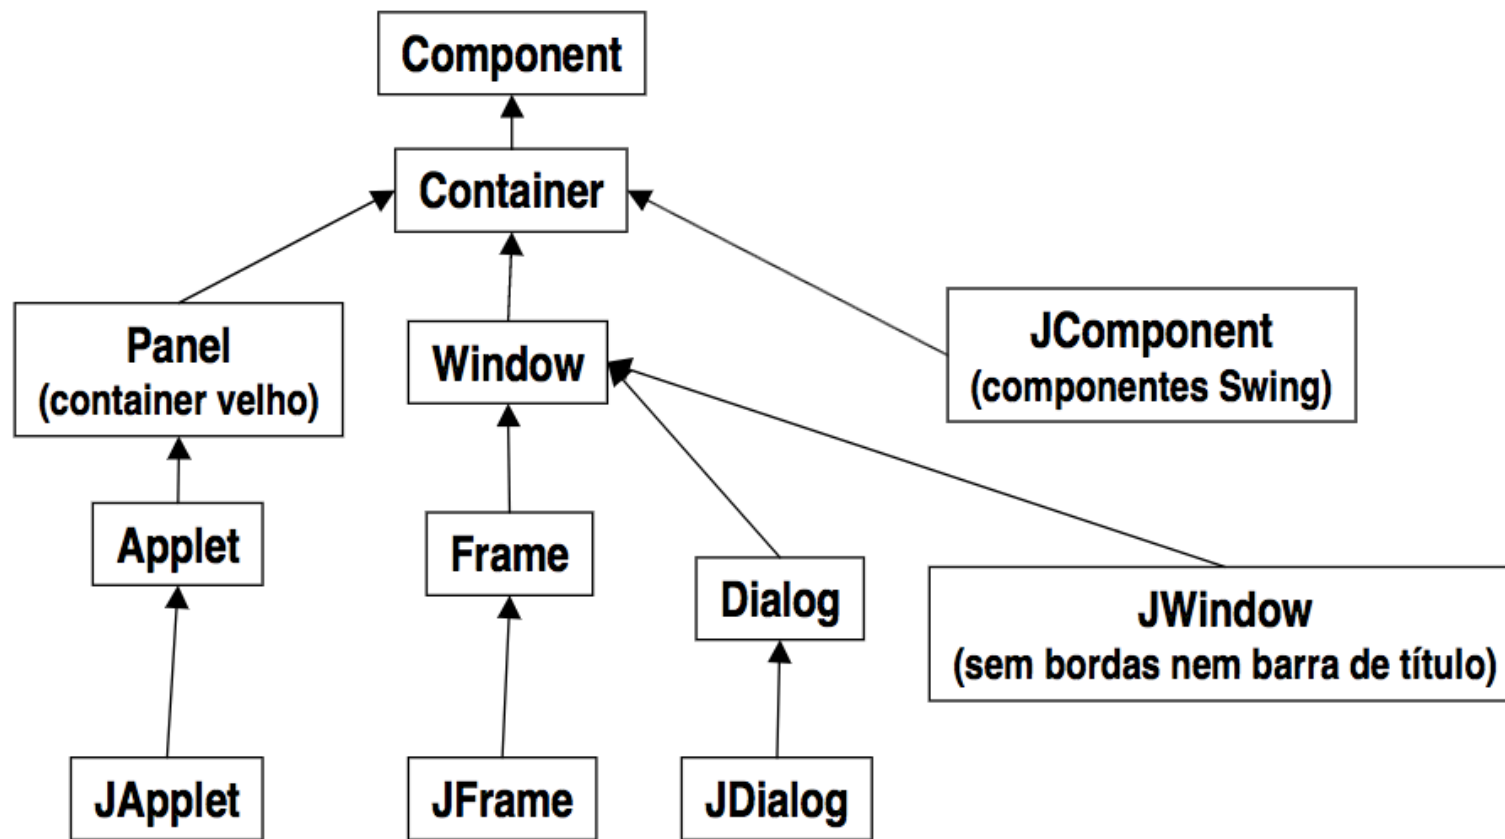 Component
Container
Panel
(container velho)
Window
JComponent
(componentes Swing)
Applet
Frame
Dialog
JWindow
(sem bordas nem barra de título)
JApplet
JFrame
JDialog